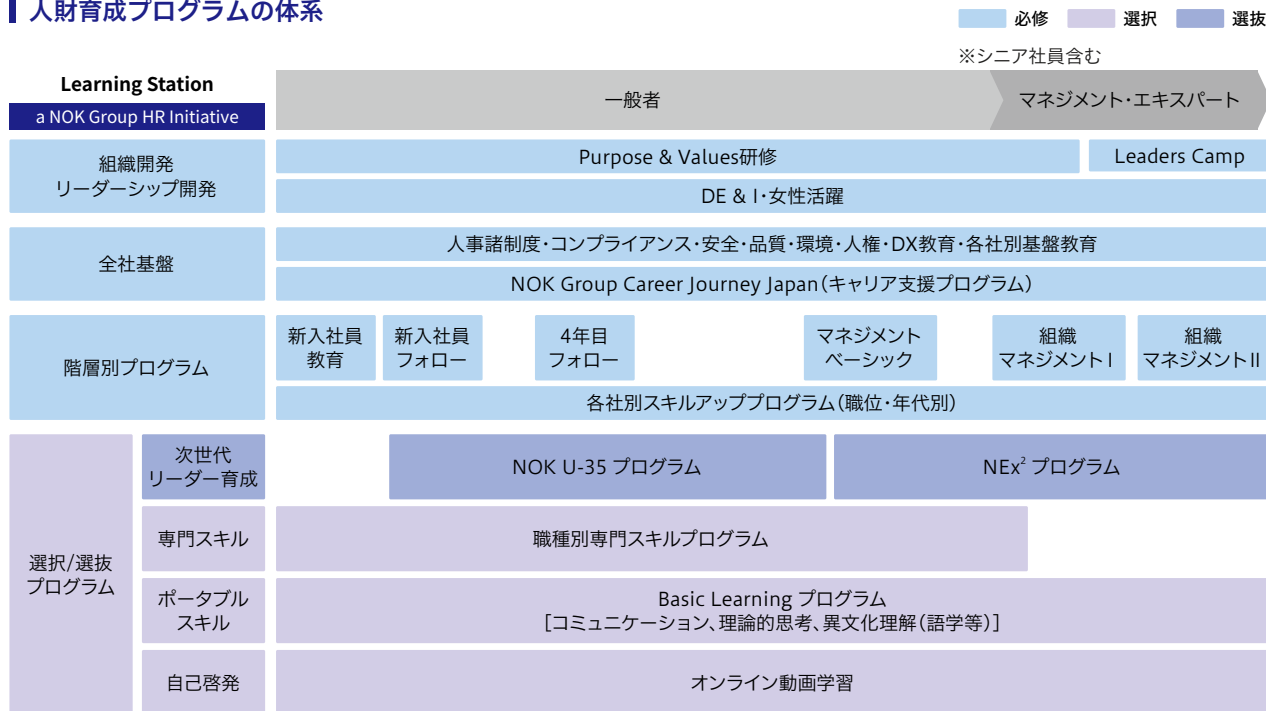 人財育成プログラムの体系
必修
選択
選抜
※シニア社員含む
Learning Station
a NOK Group HR Initiative
一般者
マネジメント・エキスパート
組織開発
リーダーシップ開発
Purpose & Values研修
Leaders Camp
DE & I・女性活躍
全社基盤
人事諸制度・コンプライアンス・安全・品質・環境・人権・DX教育・各社別基盤教育
NOK Group Career Journey Japan（キャリア支援プログラム）
階層別プログラム
新入社員
教育
新入社員
フォロー
4年目
フォロー
マネジメント
ベーシック
組織
マネジメントⅠ
組織
マネジメントⅡ
各社別スキルアッププログラム（職位・年代別）
選択/選抜
プログラム
次世代
リーダー育成
NOK U-35 プログラム
NEx² プログラム
専門スキル
職種別専門スキルプログラム
ポータブル
スキル
Basic Learning プログラム
［コミュニケーション、理論的思考、異文化理解（語学等）］
自己啓発
オンライン動画学習